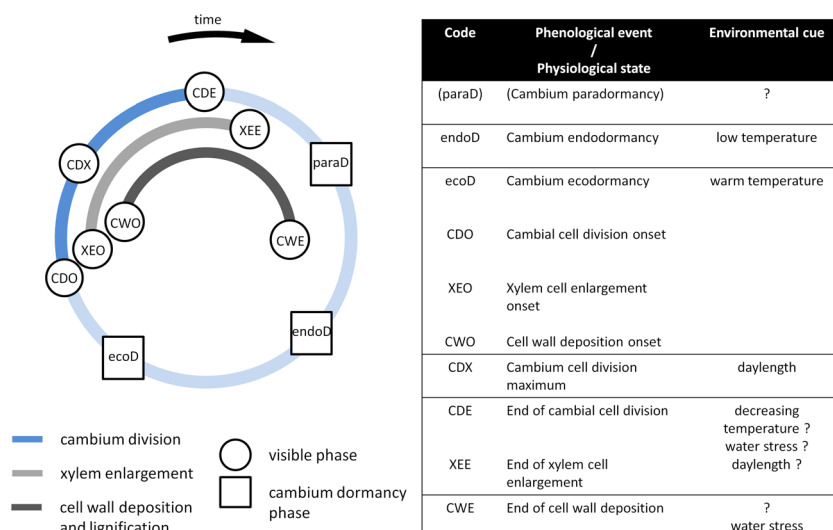 time
CDE
XEE
CDX
paraD
CWO
CWE
XEO
CDO
endoD
ecoD
cambium division
xylem enlargement
cell wall deposition
and lignification
visible phase
cambium dormancy
phase
Code Phenological event Environmental cue
/
Physiological state
(paraD) (Cambium paradormancy) ?
endoD Cambium endodormancy low temperature
ecoD Cambium ecodormancy warm temperature
CDO Cambial cell division onset
XEO Xylem cell enlargement
onset
CWO Cell wall deposition onset
CDX Cambium cell division daylength
maximum
CDE End of cambial cell division decreasing
temperature ?
water stress ?
XEE End of xylem cell daylength ?
enlargement
CWE End of cell wall deposition ?
water stress